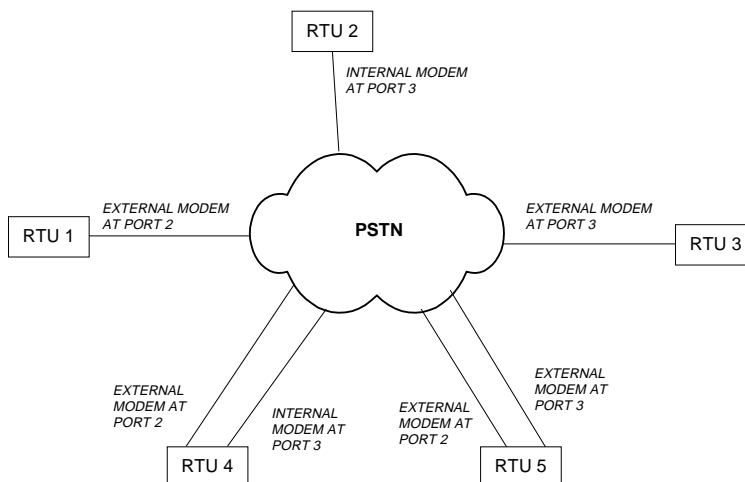 RTU 2
INTERNAL MODEM
AT PORT 3
EXTERNAL MODEM
AT PORT 2
RTU 1
PSTN
EXTERNAL MODEM
AT PORT 3
RTU 3
EXTERNAL
MODEM AT
PORT 2
INTERNAL
MODEM AT
PORT 3
RTU 4
EXTERNAL
MODEM AT
PORT 2
EXTERNAL
MODEM AT
PORT 3
RTU 5